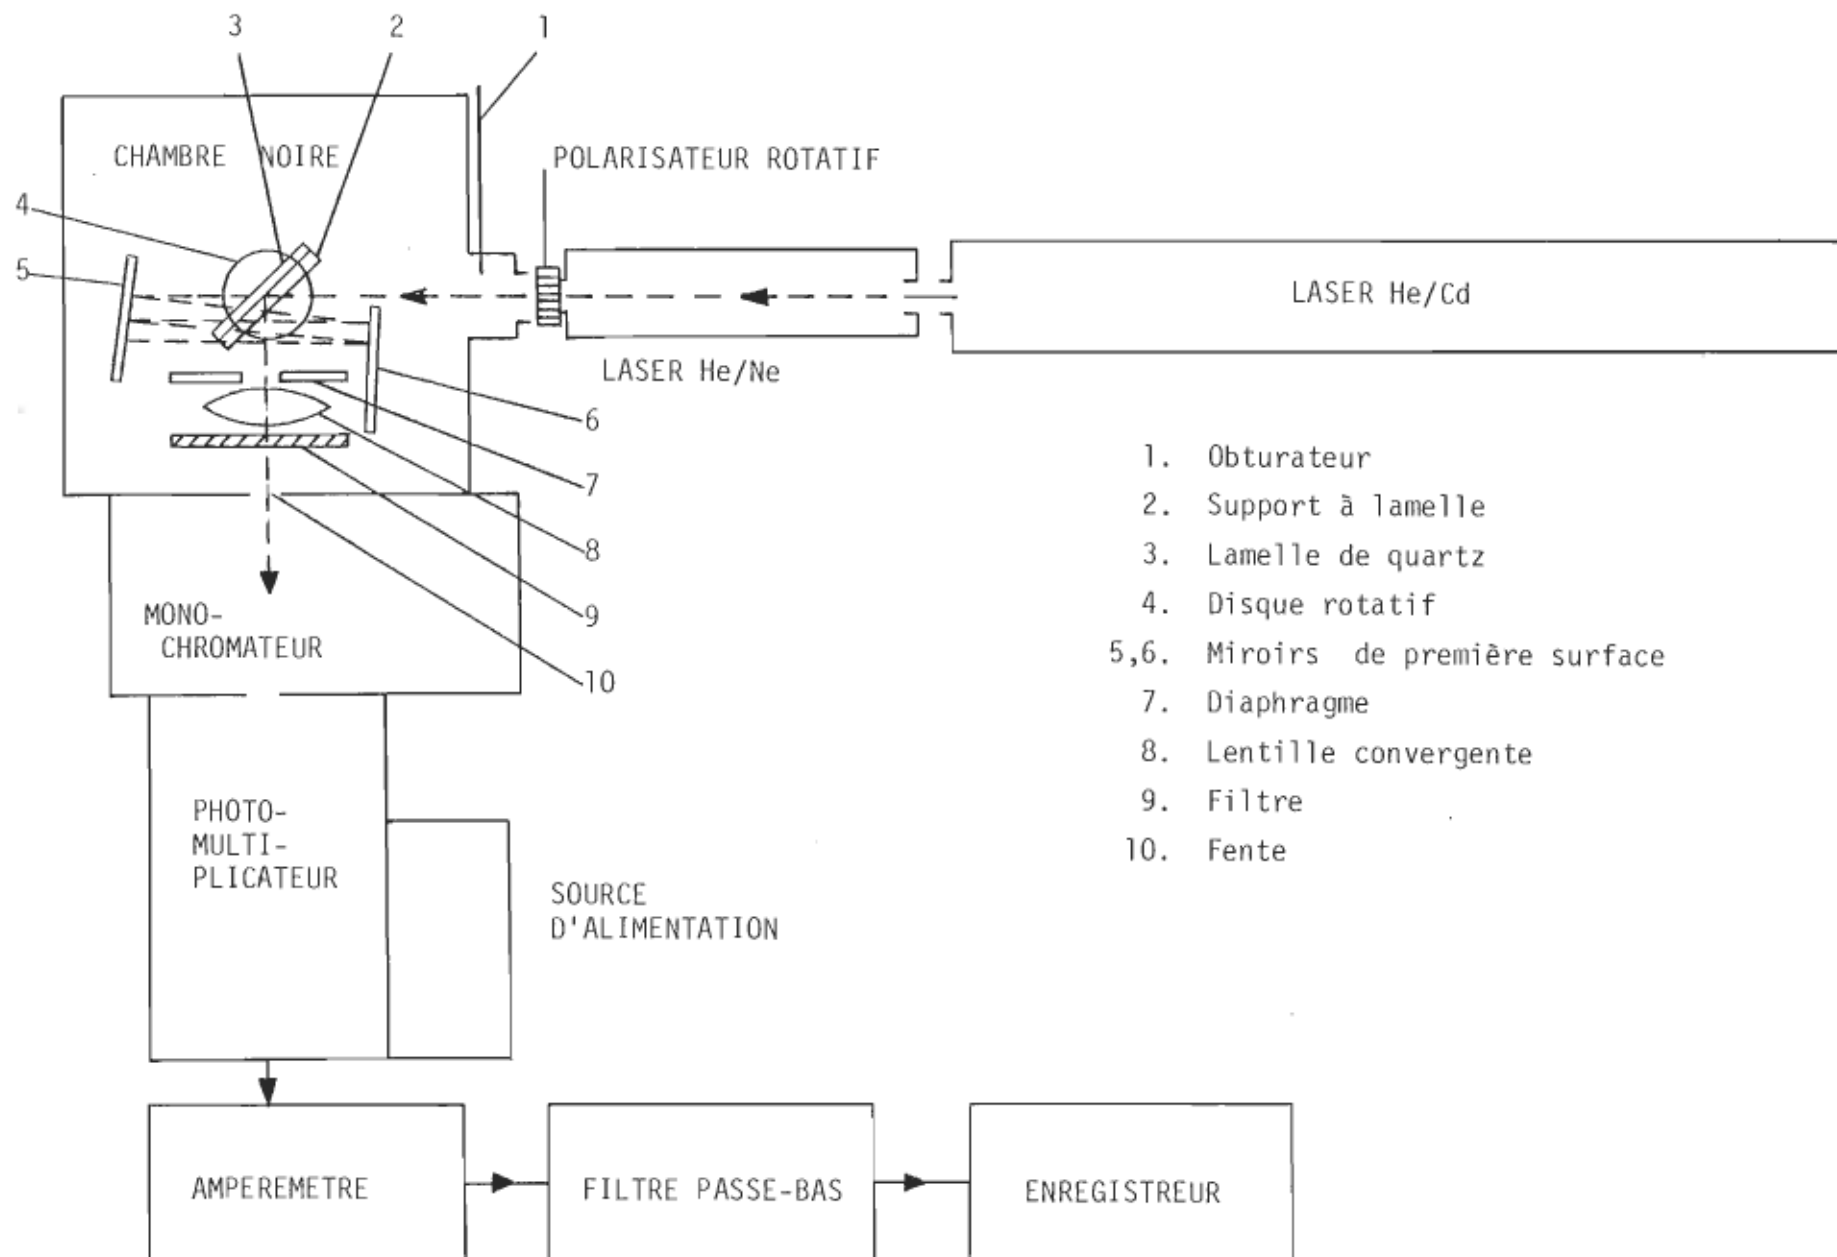 3
2
1
CHAMBRE NOIRE
POLARISATEUR ROTATIF
4
5
LASER He/Cd
LASER He/Ne
6
7
8
9
10
1. Obturateur
2. Support à lamelle
3. Lamelle de quartz
4. Disque rotatif
5,6. Miroirs de première surface
7. Diaphragme
8. Lentille convergente
9. Filtre
10. Fente
MONO-
CHROMATEUR
PHOTO-
MULTI-
PLICATEUR
SOURCE
D'ALIMENTATION
AMPEREMETRE
FILTRE PASSE-BAS
ENREGISTREUR